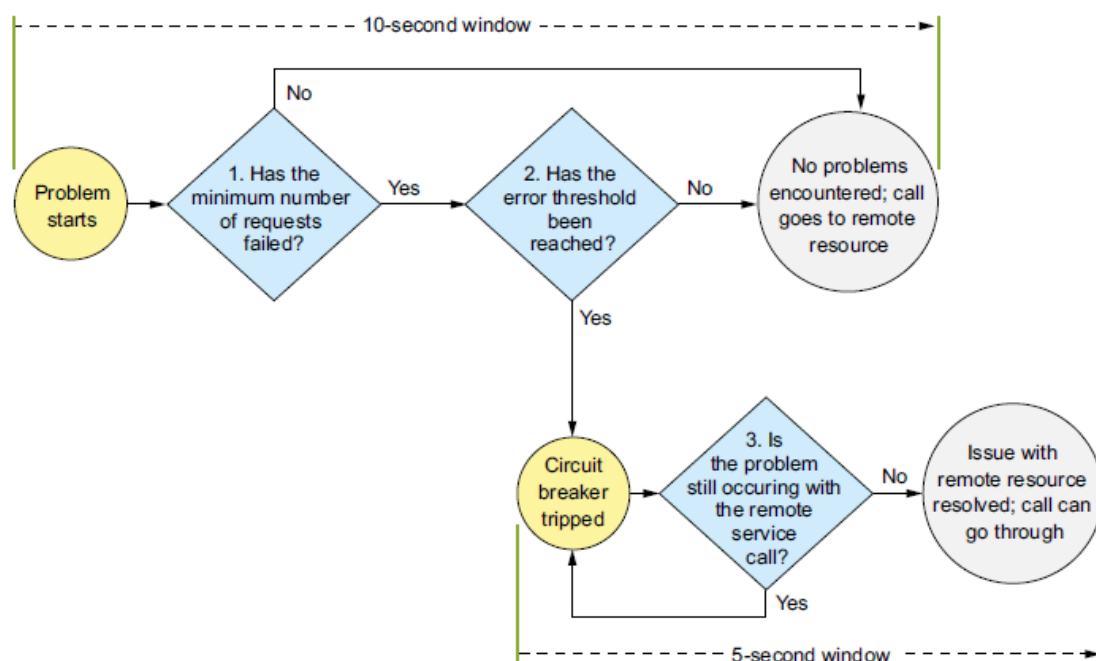 10-second window
No
Problem
starts
1. Has the
minimum number
of requests
failed?
Yes
2. Has the
error threshold
been
reached?
No
No problems
encountered; call
goes to remote
resource
Yes
Circuit
breaker
tripped
3. Is
the problem
still occuring with
the remote
service
call?
No
Issue with
remote resource
resolved; call can
go through
Yes
5-second window